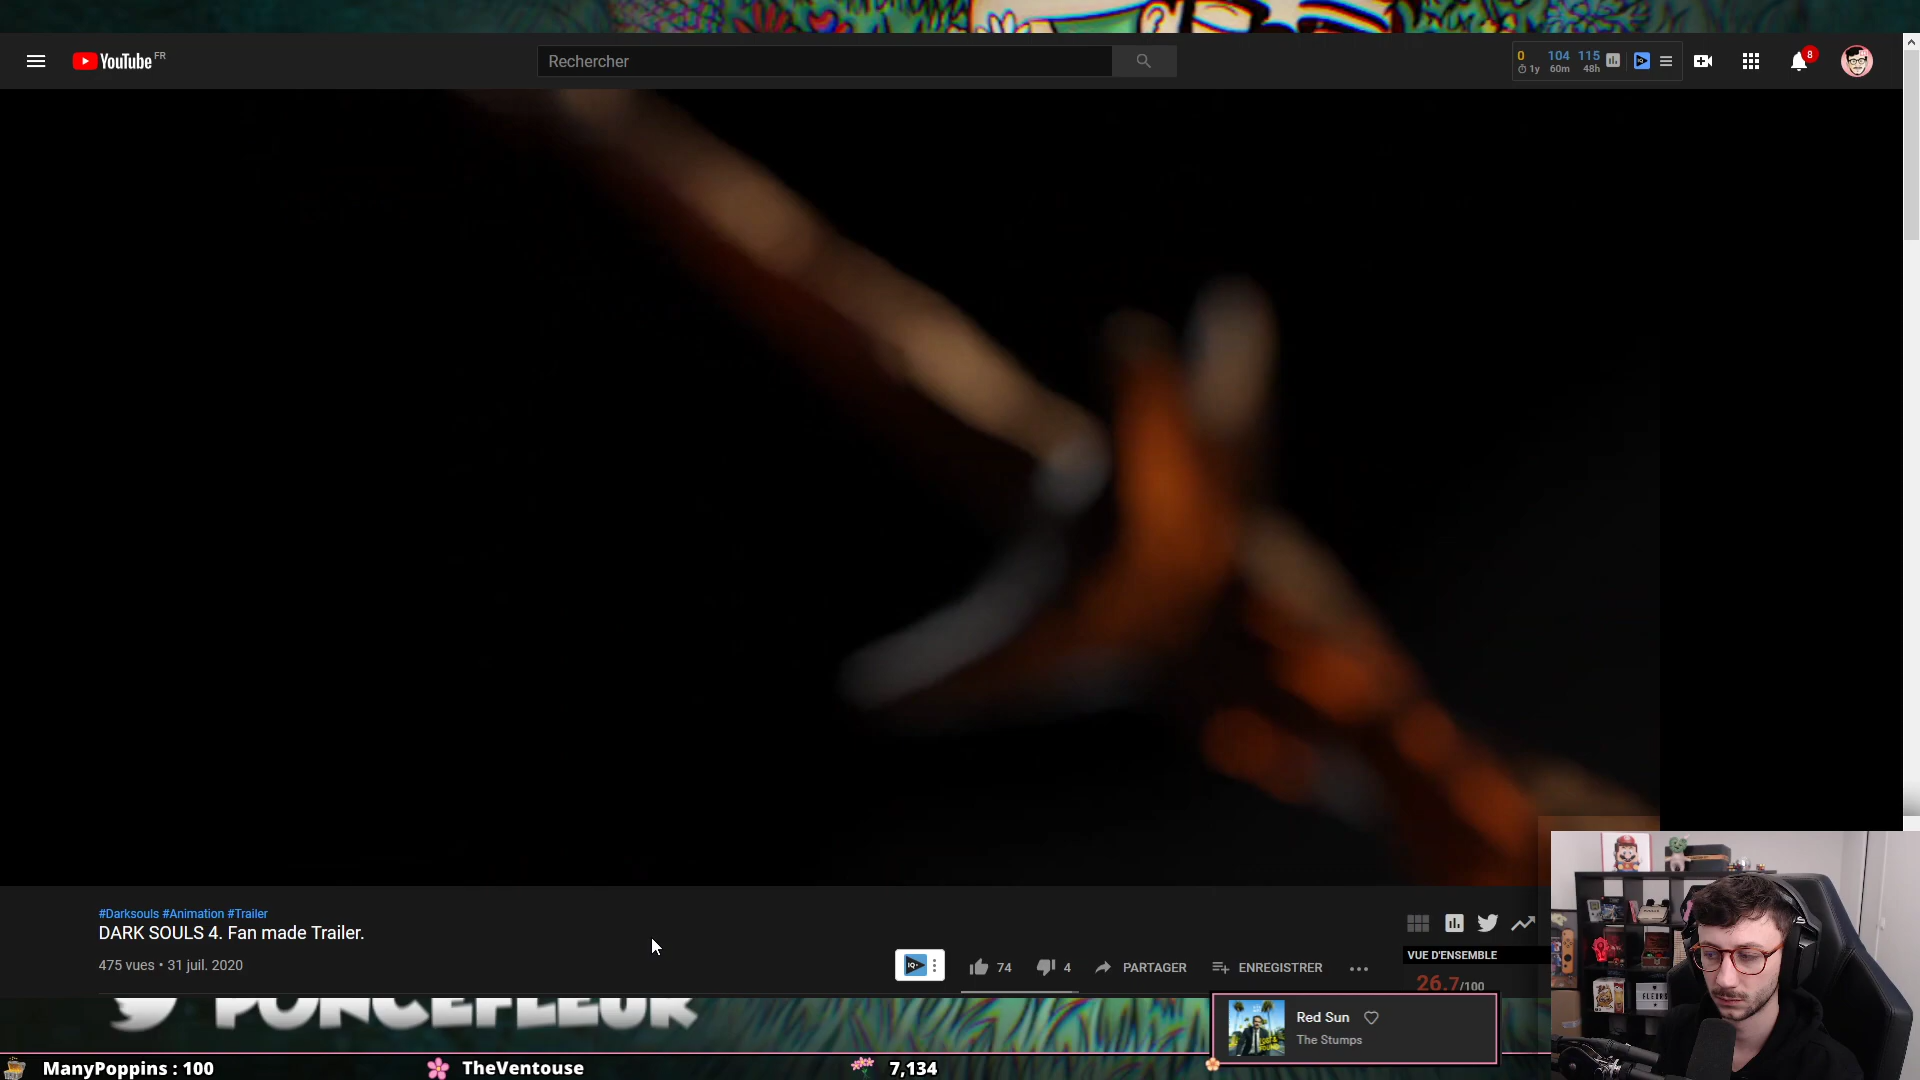 YouTube FR
Rechercher
0 104 115
1y 60m 48h
8
#Darksouls #Animation #Trailer
DARK SOULS 4. Fan made Trailer.
475 vues • 31 juil. 2020
IQ
74
4
PARTAGER
ENREGISTRER
VUE D'ENSEMBLE
26.7/100
PONCEFLEUR
Red Sun
The Stumps
ManyPoppins : 100
TheVentouse
7,134